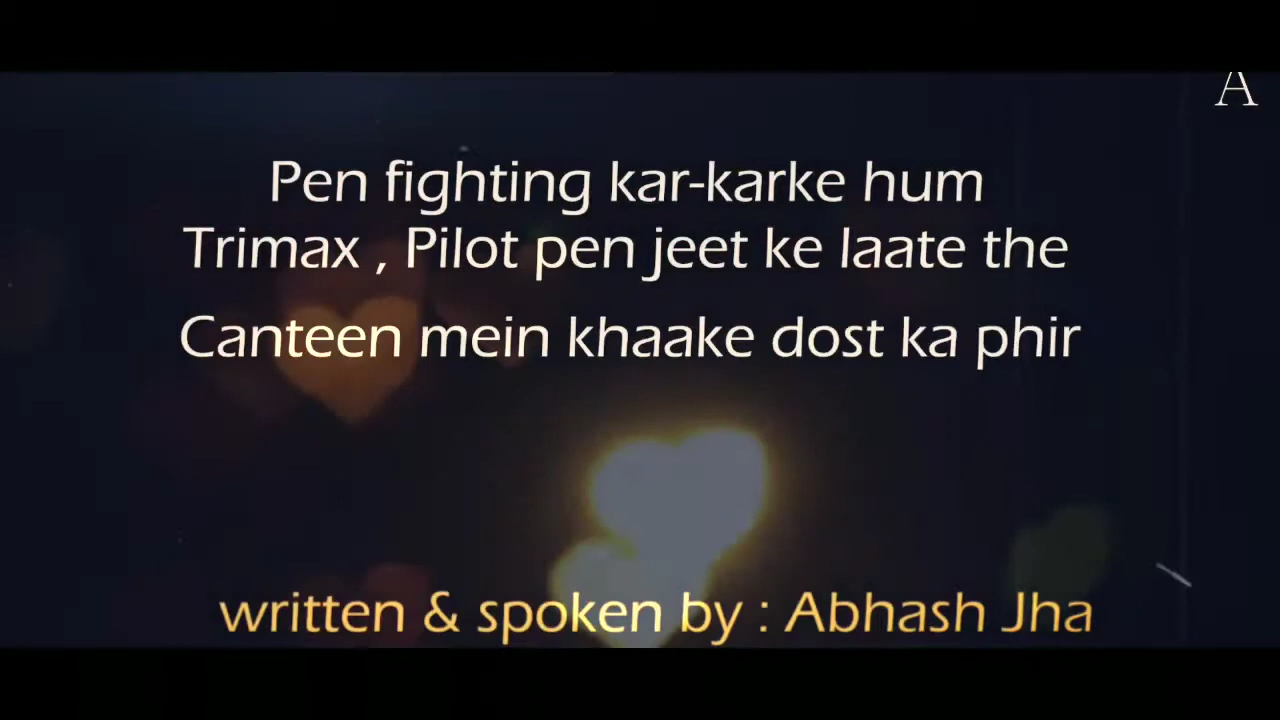 A
Pen fighting kar-karke hum
Trimax , Pilot pen jeet ke laate the
Canteen mein khaake dost ka phir
written & spoken by : Abhash Jha